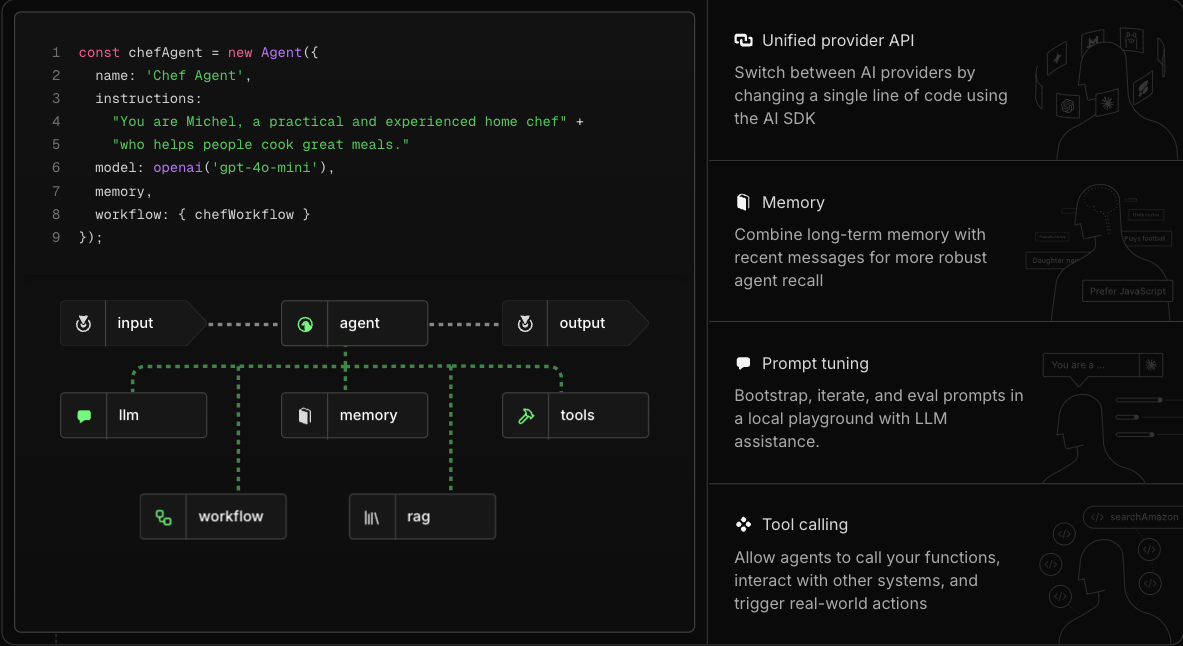 1 const chefAgent = new Agent({
2 name: 'Chef Agent',
3 instructions:
4 "You are Michel, a practical and experienced home chef" +
5 "who helps people cook great meals."
6 model: openai('gpt-4o-mini'),
7 memory,
8 workflow: { chefWorkflow }
9 });
input
agent
output
llm
memory
tools
workflow
rag
Unified provider API
Switch between AI providers by
changing a single line of code using
the AI SDK
Memory
Combine long-term memory with
recent messages for more robust
agent recall
Plays football
Daughter
Prefer JavaScript
Prompt tuning
Bootstrap, iterate, and eval prompts in
a local playground with LLM
assistance.
You are a ...
Tool calling
Allow agents to call your functions,
interact with other systems, and
trigger real-world actions
</> searchAmazon
</>
</>
</>
</>
</>